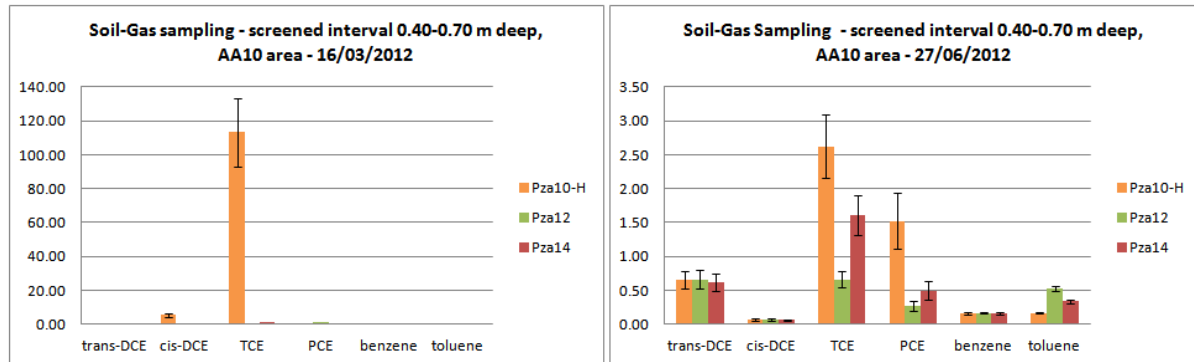 Soil-Gas sampling - screened interval 0.40-0.70 m deep,
AA10 area - 16/03/2012
140.00
120.00
100.00
80.00
60.00
40.00
20.00
0.00
trans-DCE cis-DCE TCE PCE benzene toluene
Pza10-H
Pza12
Pza14
Soil-Gas Sampling - screened interval 0.40-0.70 m deep,
AA10 area - 27/06/2012
3.50
3.00
2.50
2.00
1.50
1.00
0.50
0.00
trans-DCE cis-DCE TCE PCE benzene toluene
Pza10-H
Pza12
Pza14